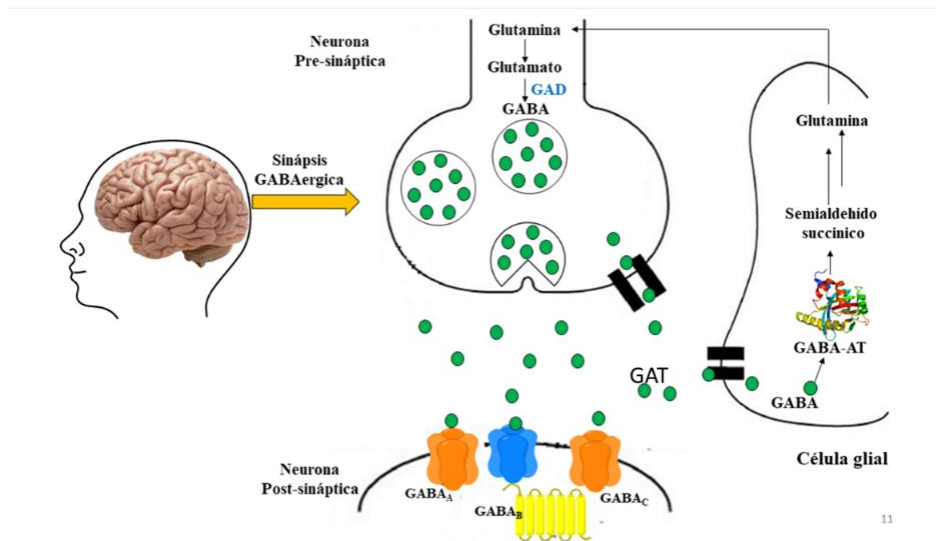 Neurona
Pre-sináptica
Glutamina
Glutamato
GAD
GABA
Sinápsis
GABAergica
Glutamina
Semialdehído
succinico
GABA-AT
GABA
GAT
Célula glial
Neurona
Post-sináptica
GABAA
GABAB
GABAC
11